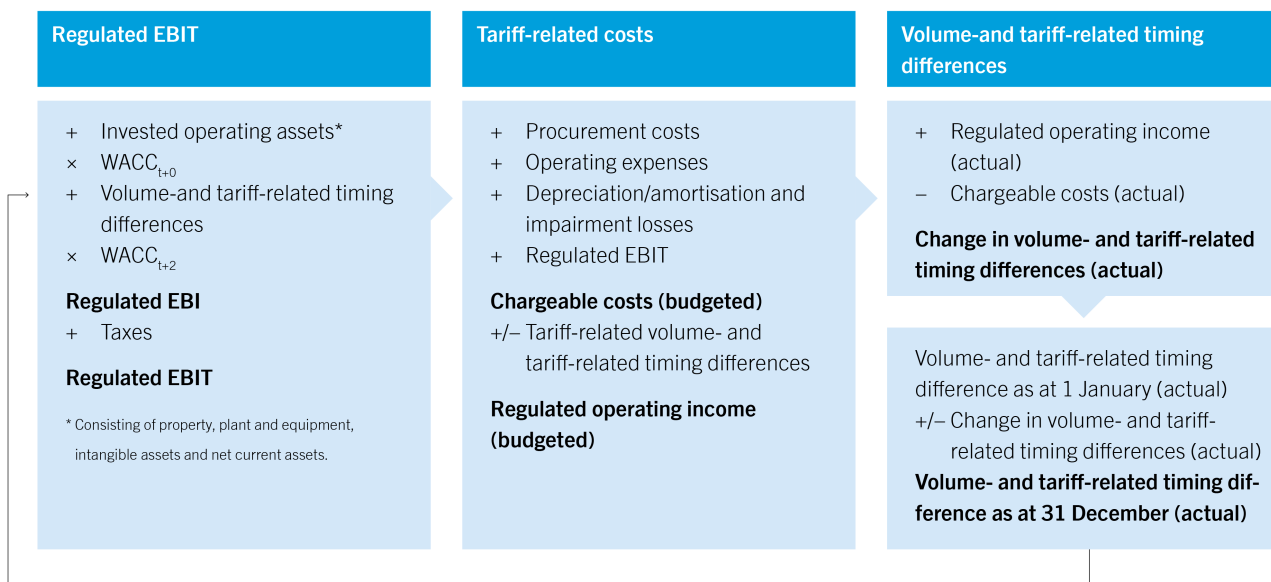 Regulated EBIT
+ Invested operating assets*
× WACCt+0
+ Volume-and tariff-related timing
differences
× WACCt+2
Regulated EBI
+ Taxes
Regulated EBIT
* Consisting of property, plant and equipment,
intangible assets and net current assets.
Tariff-related costs
+ Procurement costs
+ Operating expenses
+ Depreciation/amortisation and
impairment losses
+ Regulated EBIT
Chargeable costs (budgeted)
+/– Tariff-related volume- and
tariff-related timing differences
Regulated operating income
(budgeted)
Volume-and tariff-related timing
differences
+ Regulated operating income
(actual)
– Chargeable costs (actual)
Change in volume- and tariff-related
timing differences (actual)
Volume- and tariff-related timing
difference as at 1 January (actual)
+/– Change in volume- and tariff-
related timing differences (actual)
Volume- and tariff-related timing dif-
ference as at 31 December (actual)